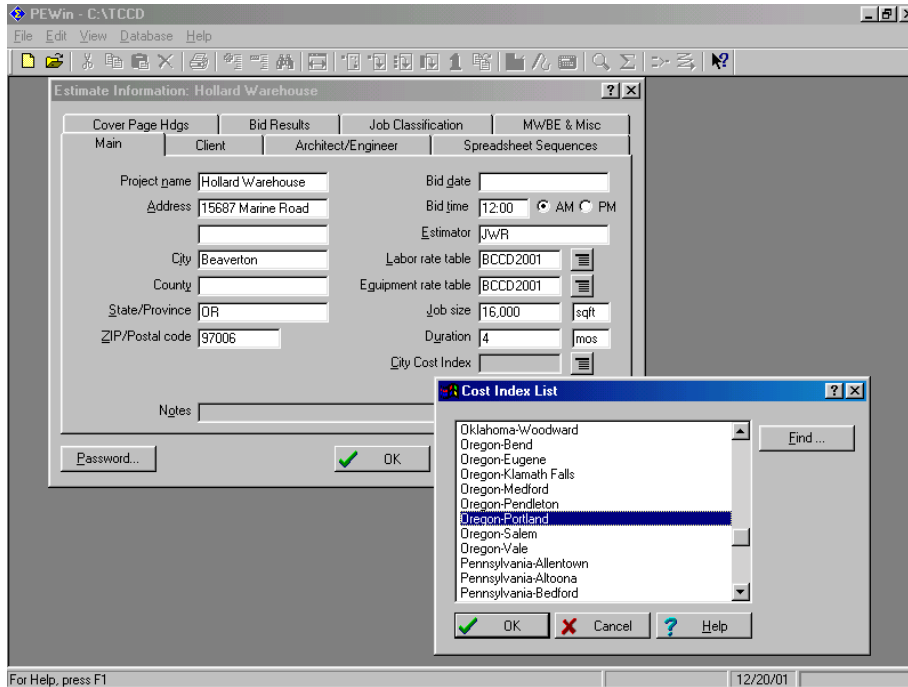 PEWin - C:\TCCD
File Edit View Database Help
Estimate Information: Hollard Warehouse
Cover Page Hdgs Bid Results Job Classification MWBE & Misc
Main Client Architect/Engineer Spreadsheet Sequences
Project name Hollard Warehouse
Address 15687 Marine Road
City Beaverton
County
State/Province OR
ZIP/Postal code 97006
Bid date
Bid time 12:00 AM PM
Estimator JWR
Labor rate table BCCD2001
Equipment rate table BCCD2001
Job size 16,000 sqft
Duration 4 mos
City Cost Index
Notes
Password...
OK
Cost Index List
Oklahoma-Woodward
Oregon-Bend
Oregon-Eugene
Oregon-Klamath Falls
Oregon-Medford
Oregon-Pendleton
Oregon-Portland
Oregon-Salem
Oregon-Vale
Pennsylvania-Allentown
Pennsylvania-Altoona
Pennsylvania-Bedford
Find ...
OK Cancel Help
For Help, press F1
12/20/01